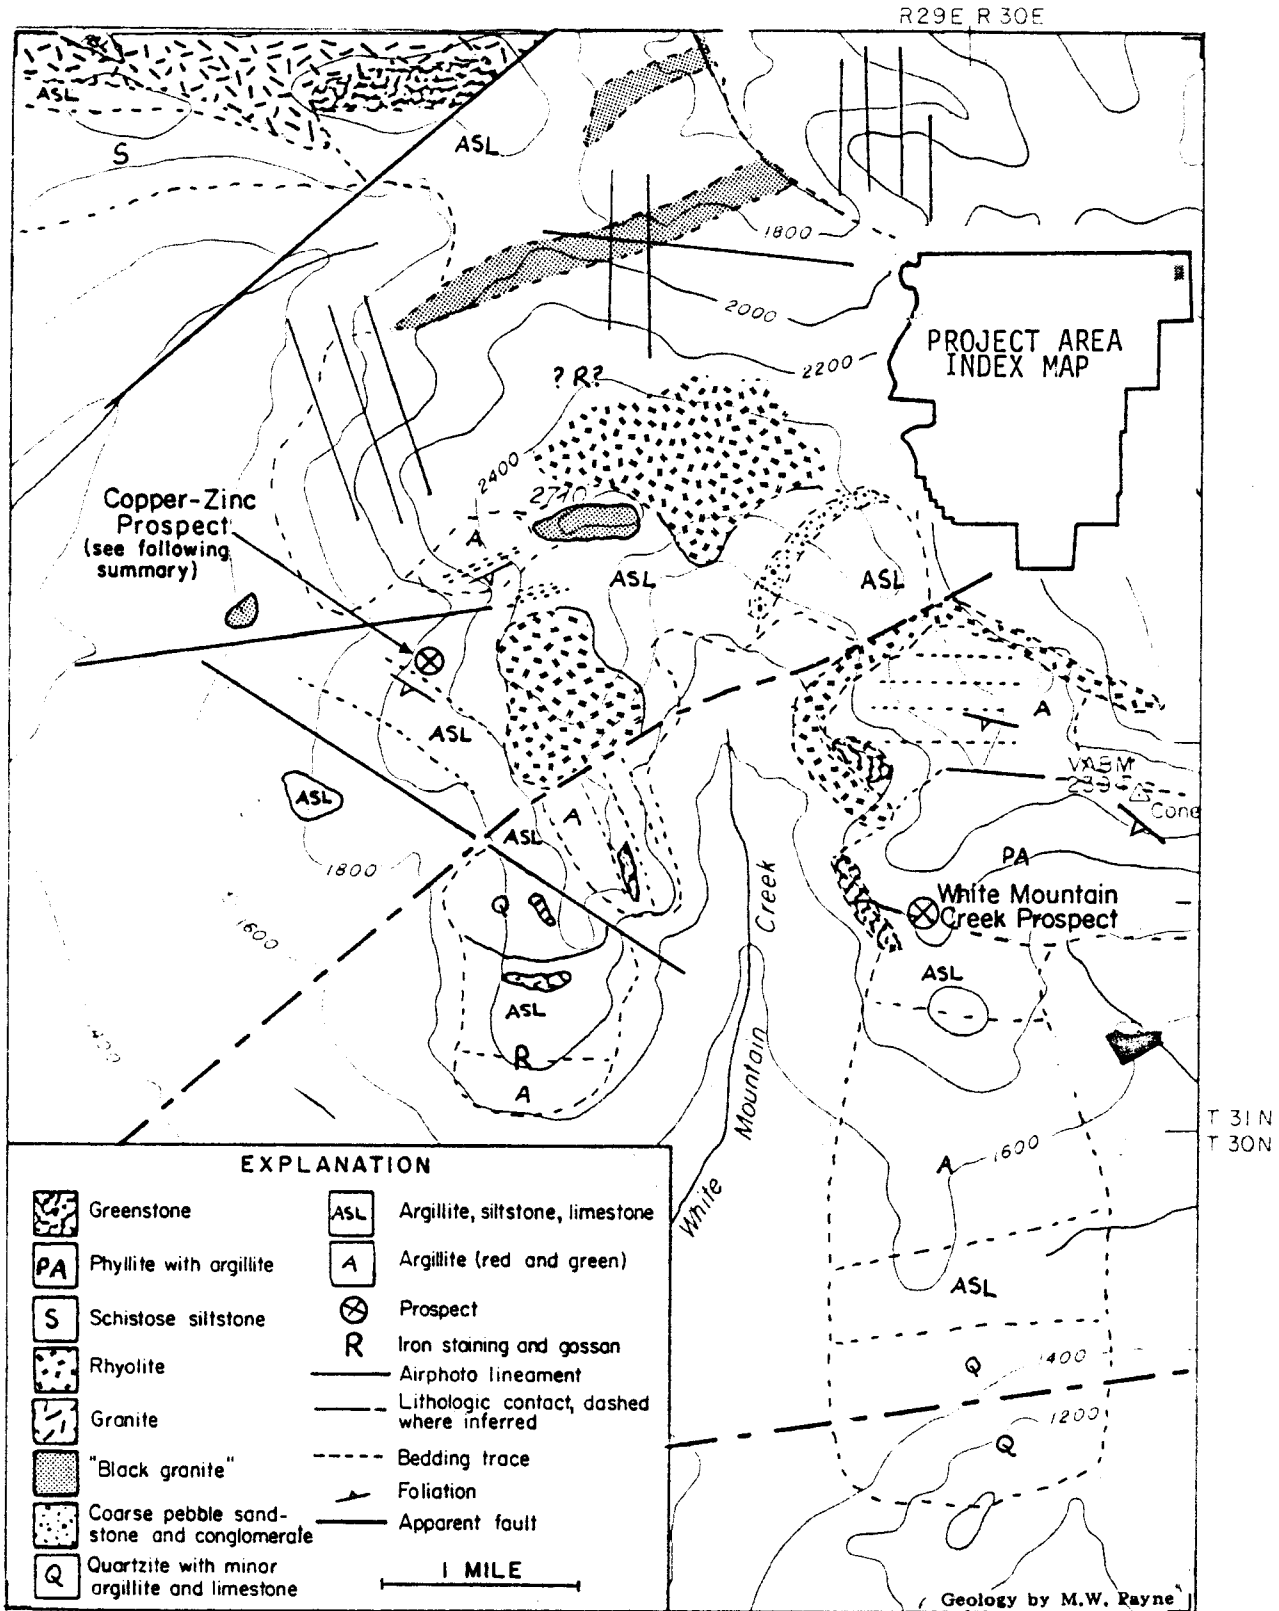 R29E R30E
ASL
S
ASL
1800
2000
2200
PROJECT AREA
INDEX MAP
? R?
2400
2710
Copper-Zinc
Prospect
(see following
summary)
A
ASL
ASL
A
ASL
VABM
Cone
ASL
A
ASL
1800
PA
White Mountain
Creek Prospect
Q
1600
ASL
ASL
R
A
White Mountain Creek
T 31 N
T 30N
A
1600
ASL
Q
1400
1200
Q
EXPLANATION
Greenstone
PA Phyllite with argillite
S Schistose siltstone
Rhyolite
Granite
"Black granite"
Coarse pebble sand-
stone and conglomerate
Q Quartzite with minor
argillite and limestone
ASL Argillite, siltstone, limestone
A Argillite (red and green)
Prospect
R Iron staining and gossan
Airphoto lineament
Lithologic contact, dashed
where inferred
Bedding trace
Foliation
Apparent fault
1 MILE
Geology by M.W. Payne